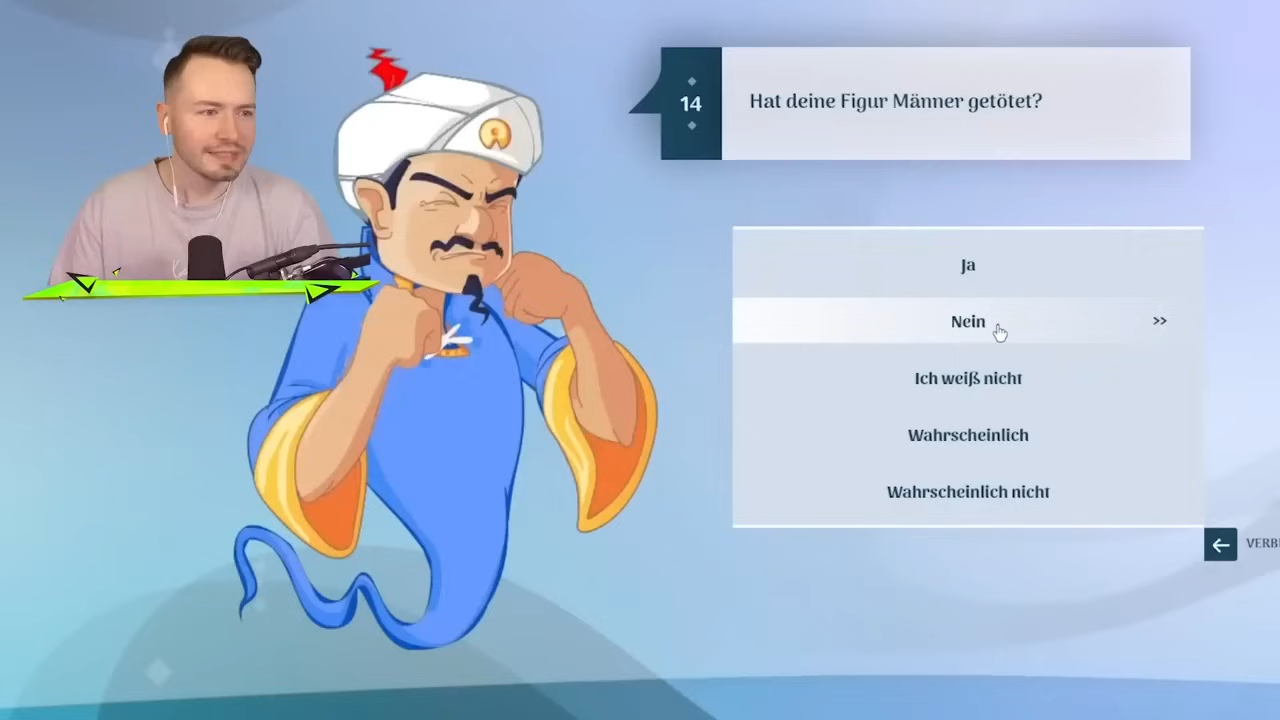 14
Hat deine Figur Männer getötet?
Ja
Nein
Ich weiß nicht
Wahrscheinlich
Wahrscheinlich nicht
VERB